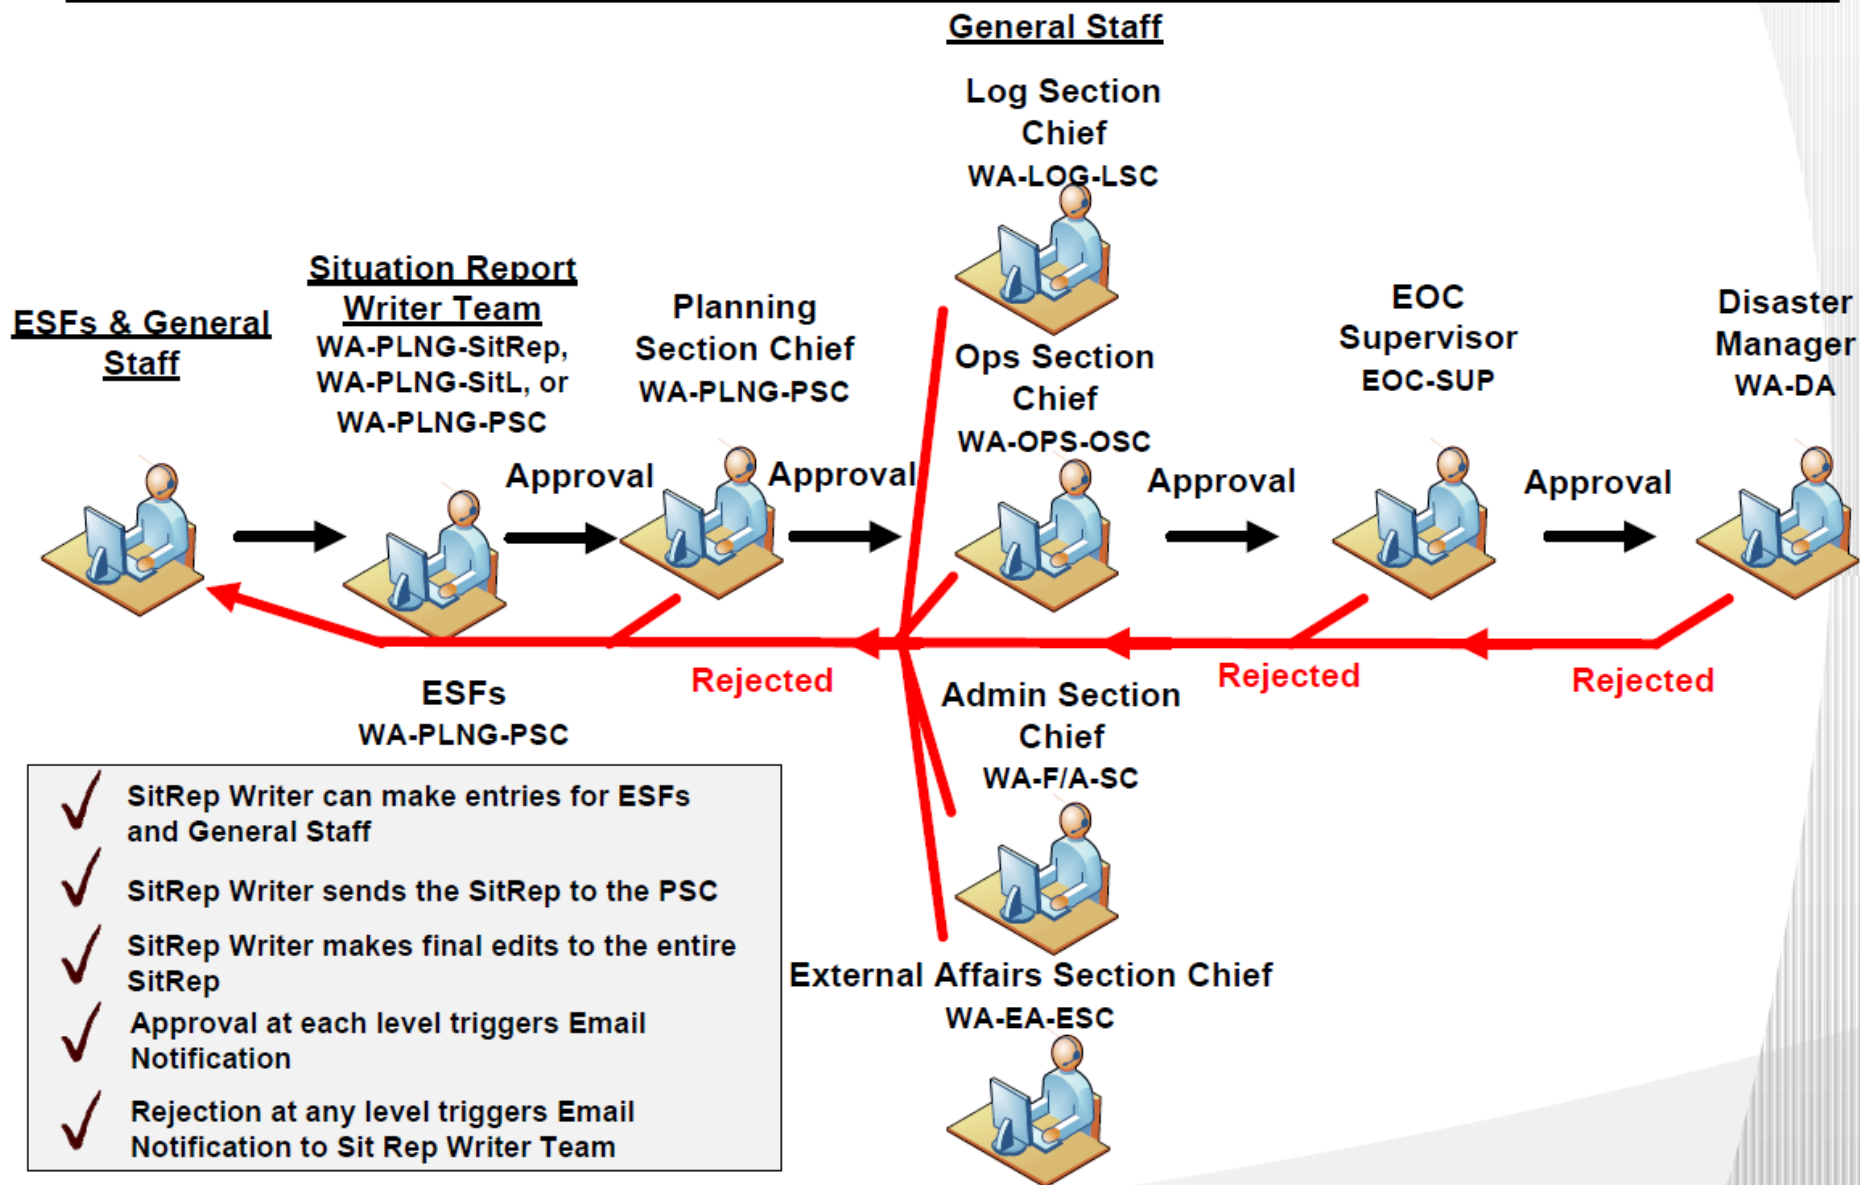 General Staff
Log Section
Chief
WA-LOG-LSC
ESFs & General
Staff
Situation Report
Writer Team
WA-PLNG-SitRep,
WA-PLNG-SitL, or
WA-PLNG-PSC
Planning
Section Chief
WA-PLNG-PSC
Ops Section
Chief
WA-OPS-OSC
EOC
Supervisor
EOC-SUP
Disaster
Manager
WA-DA
Approval
Approval
Approval
Approval
Rejected
Rejected
Rejected
ESFs
WA-PLNG-PSC
Admin Section
Chief
WA-F/A-SC
External Affairs Section Chief
WA-EA-ESC
SitRep Writer can make entries for ESFs
and General Staff
SitRep Writer sends the SitRep to the PSC
SitRep Writer makes final edits to the entire
SitRep
Approval at each level triggers Email
Notification
Rejection at any level triggers Email
Notification to Sit Rep Writer Team